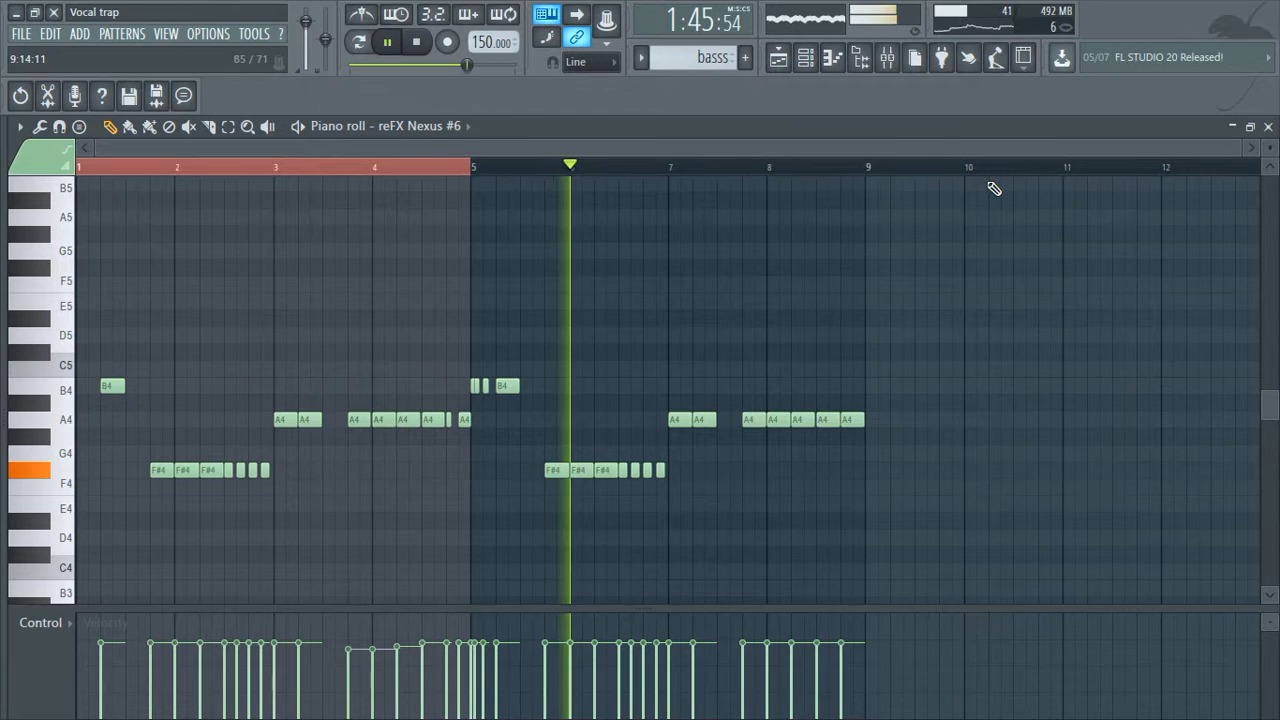 Vocal trap
FILE EDIT ADD PATTERNS VIEW OPTIONS TOOLS ?
9:14:11 B5 / 71
3.2.
150.000
1:45:54
M:S:CS
Line
basss
41
492 MB
6
05/07 FL STUDIO 20 Released!
Piano roll - reFX Nexus #6
1 2 3 4 5 7 8 9 10 11 12
B5
A5
G5
F5
E5
D5
C5
B4 B4 B4
A4 A4 A4 A4 A4 A4 A4 A4 A4 A4 A4 A4 A4 A4 A4
G4
F#4 F#4 F#4 F#4 F#4 F#4
F4
E4
D4
C4
B3
Control Velocity